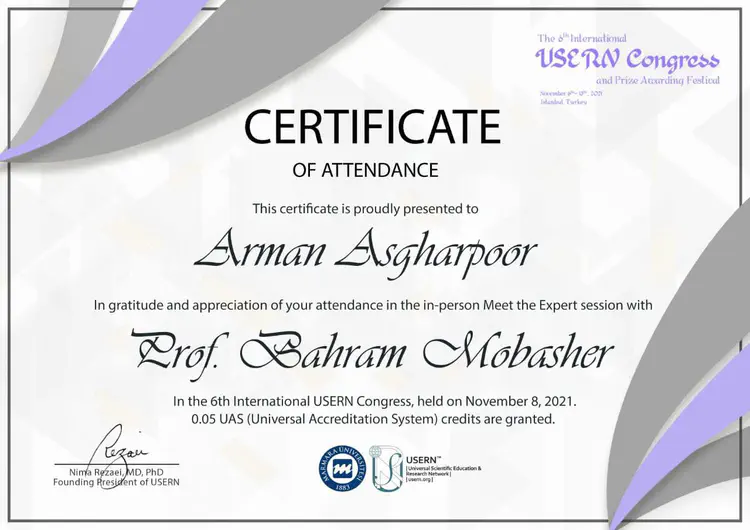 The 6th International
USERN Congress
and Prize Awarding Festival
November 8th- 13th, 2021
Istanbul, Turkey
CERTIFICATE
OF ATTENDANCE
This certificate is proudly presented to
Arman Asgharpoor
In gratitude and appreciation of your attendance in the in-person Meet the Expert session with
Prof. Bahram Mobasher
In the 6th International USERN Congress, held on November 8, 2021.
0.05 UAS (Universal Accreditation System) credits are granted.
Rezaei
Nima Rezaei, MD, PhD
Founding President of USERN
MARMARA ÜNİVERSİTESİ
1883
USERN™
| Universal Scientific Education &
Research Network |
| usern.org |